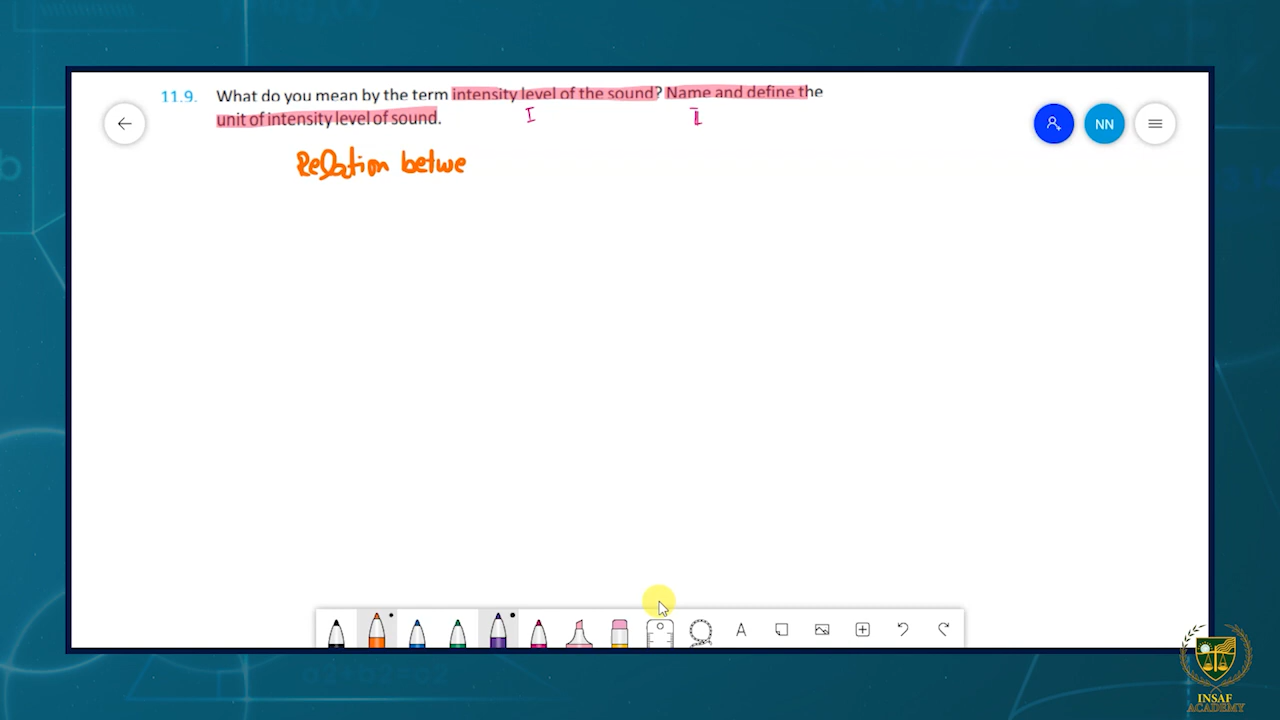 11.9. What do you mean by the term intensity level of the sound? Name and define the
unit of intensity level of sound.
I
I
Relation betwe
NN
A
INSAF
ACADEMY